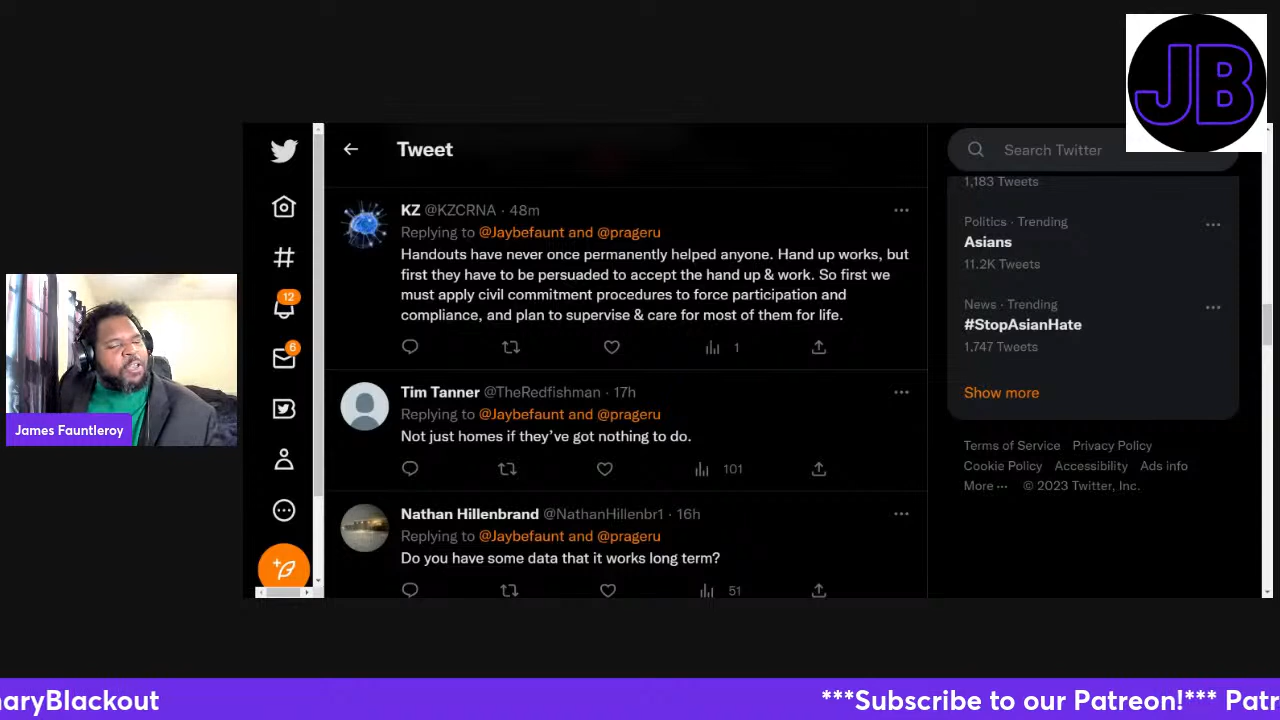 JB
Tweet
Search Twitter
1,183 Tweets
KZ @KZCRNA · 48m
Replying to @Jaybefaunt and @prageru
Handouts have never once permanently helped anyone. Hand up works, but
first they have to be persuaded to accept the hand up & work. So first we
must apply civil commitment procedures to force participation and
compliance, and plan to supervise & care for most of them for life.
1
Politics · Trending
Asians
11.2K Tweets
News · Trending
#StopAsianHate
1,747 Tweets
Show more
12
6
Tim Tanner @TheRedfishman · 17h
Replying to @Jaybefaunt and @prageru
Not just homes if they've got nothing to do.
101
Terms of Service Privacy Policy
Cookie Policy Accessibility Ads info
More ··· © 2023 Twitter, Inc.
Nathan Hillenbrand @NathanHillenbr1 · 16h
Replying to @Jaybefaunt and @prageru
Do you have some data that it works long term?
51
James Fauntleroy
naryBlackout ***Subscribe to our Patreon!*** Patr